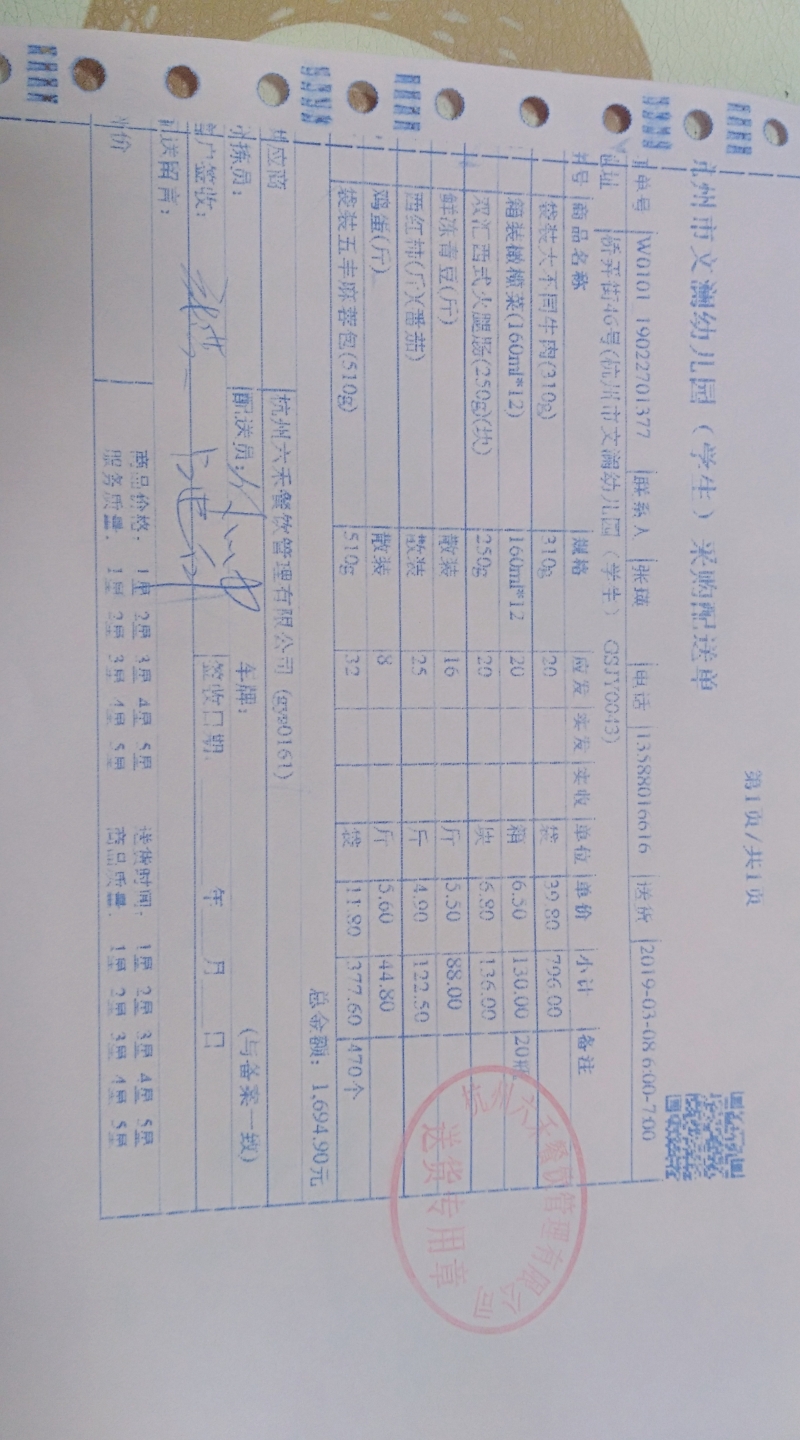 第1页/共1页
杭州市文澜幼儿园（学生）采购配送单
订单号 W0101 19022701377 联系人 张瑛 电话 13588016616 送货 2019-03-08 6:00-7:00
地址 桥弄街46号(杭州市文澜幼儿园（学生） QSJY0043)
商品名称 规格 应发 实发 实收 单位 单价 小计 备注
袋装大不同牛肉(310g) 310g 20 袋 39.80 796.00
箱装橄榄菜(160ml*12) 160ml*12 20 箱 6.50 130.00 20瓶
双汇西式火腿肠(250g)(块) 250g 20 块 6.80 136.00
鲜冻青豆(斤) 散装 16 斤 5.50 88.00
西红柿(斤)(番茄) 散装 25 斤 4.90 122.50
鸡蛋(斤) 散装 8 斤 5.60 44.80
袋装五丰麻蓉包(510g) 510g 32 袋 11.80 377.60 470个
总金额：1,694.90元
供应商 杭州六禾餐饮管理有限公司 (gys0161)
分拣员： 配送员： 车牌： (与备案一致)
客户签收： 签收日期 年 月 日
配送留言：
评价 商品价格： 1星 2星 3星 4星 5星 送货时间： 1星 2星 3星 4星 5星
服务质量： 1星 2星 3星 4星 5星 商品质量： 1星 2星 3星 4星 5星
杭州六禾餐饮管理有限公司
送货专用章